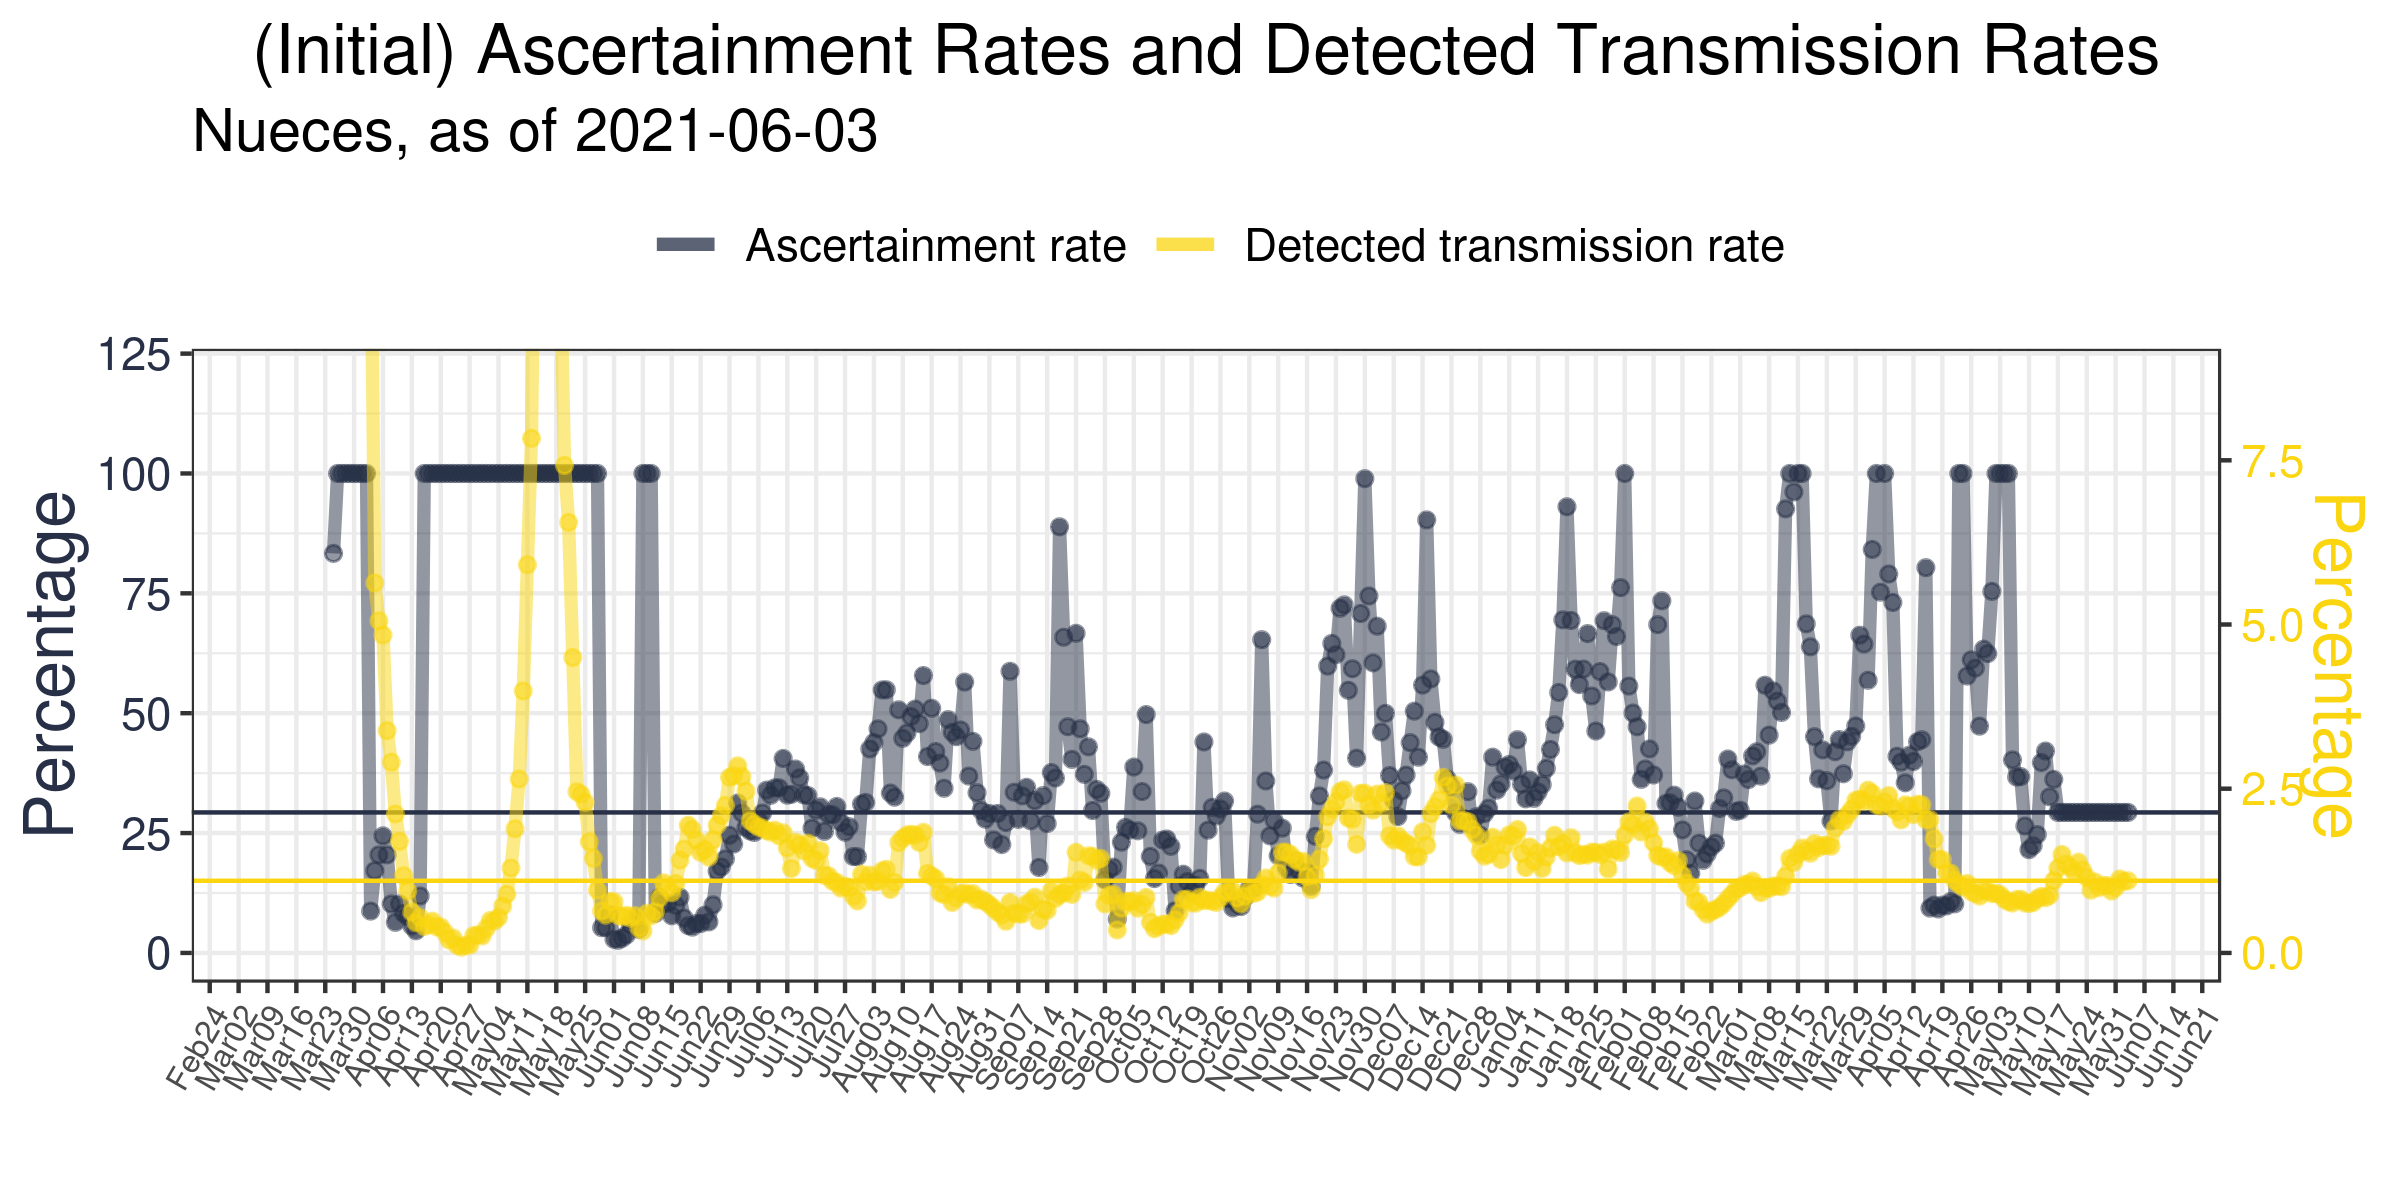 (Initial) Ascertainment Rates and Detected Transmission Rates
Nueces, as of 2021-06-03
Ascertainment rate Detected transmission rate
125
100
75
50
25
0
Percentage
7.5
5.0
2.5
0.0
Percentage
Feb24 Mar02 Mar09 Mar16 Mar23 Mar30 Apr06 Apr13 Apr20 Apr27 May04 May11 May18 May25 Jun01 Jun08 Jun15 Jun22 Jun29 Jul06 Jul13 Jul20 Jul27 Aug03 Aug10 Aug17 Aug24 Aug31 Sep07 Sep14 Sep21 Sep28 Oct05 Oct12 Oct19 Oct26 Nov02 Nov09 Nov16 Nov23 Nov30 Dec07 Dec14 Dec21 Dec28 Jan04 Jan11 Jan18 Jan25 Feb01 Feb08 Feb15 Feb22 Mar01 Mar08 Mar15 Mar22 Mar29 Apr05 Apr12 Apr19 Apr26 May03 May10 May17 May24 May31 Jun07 Jun14 Jun21